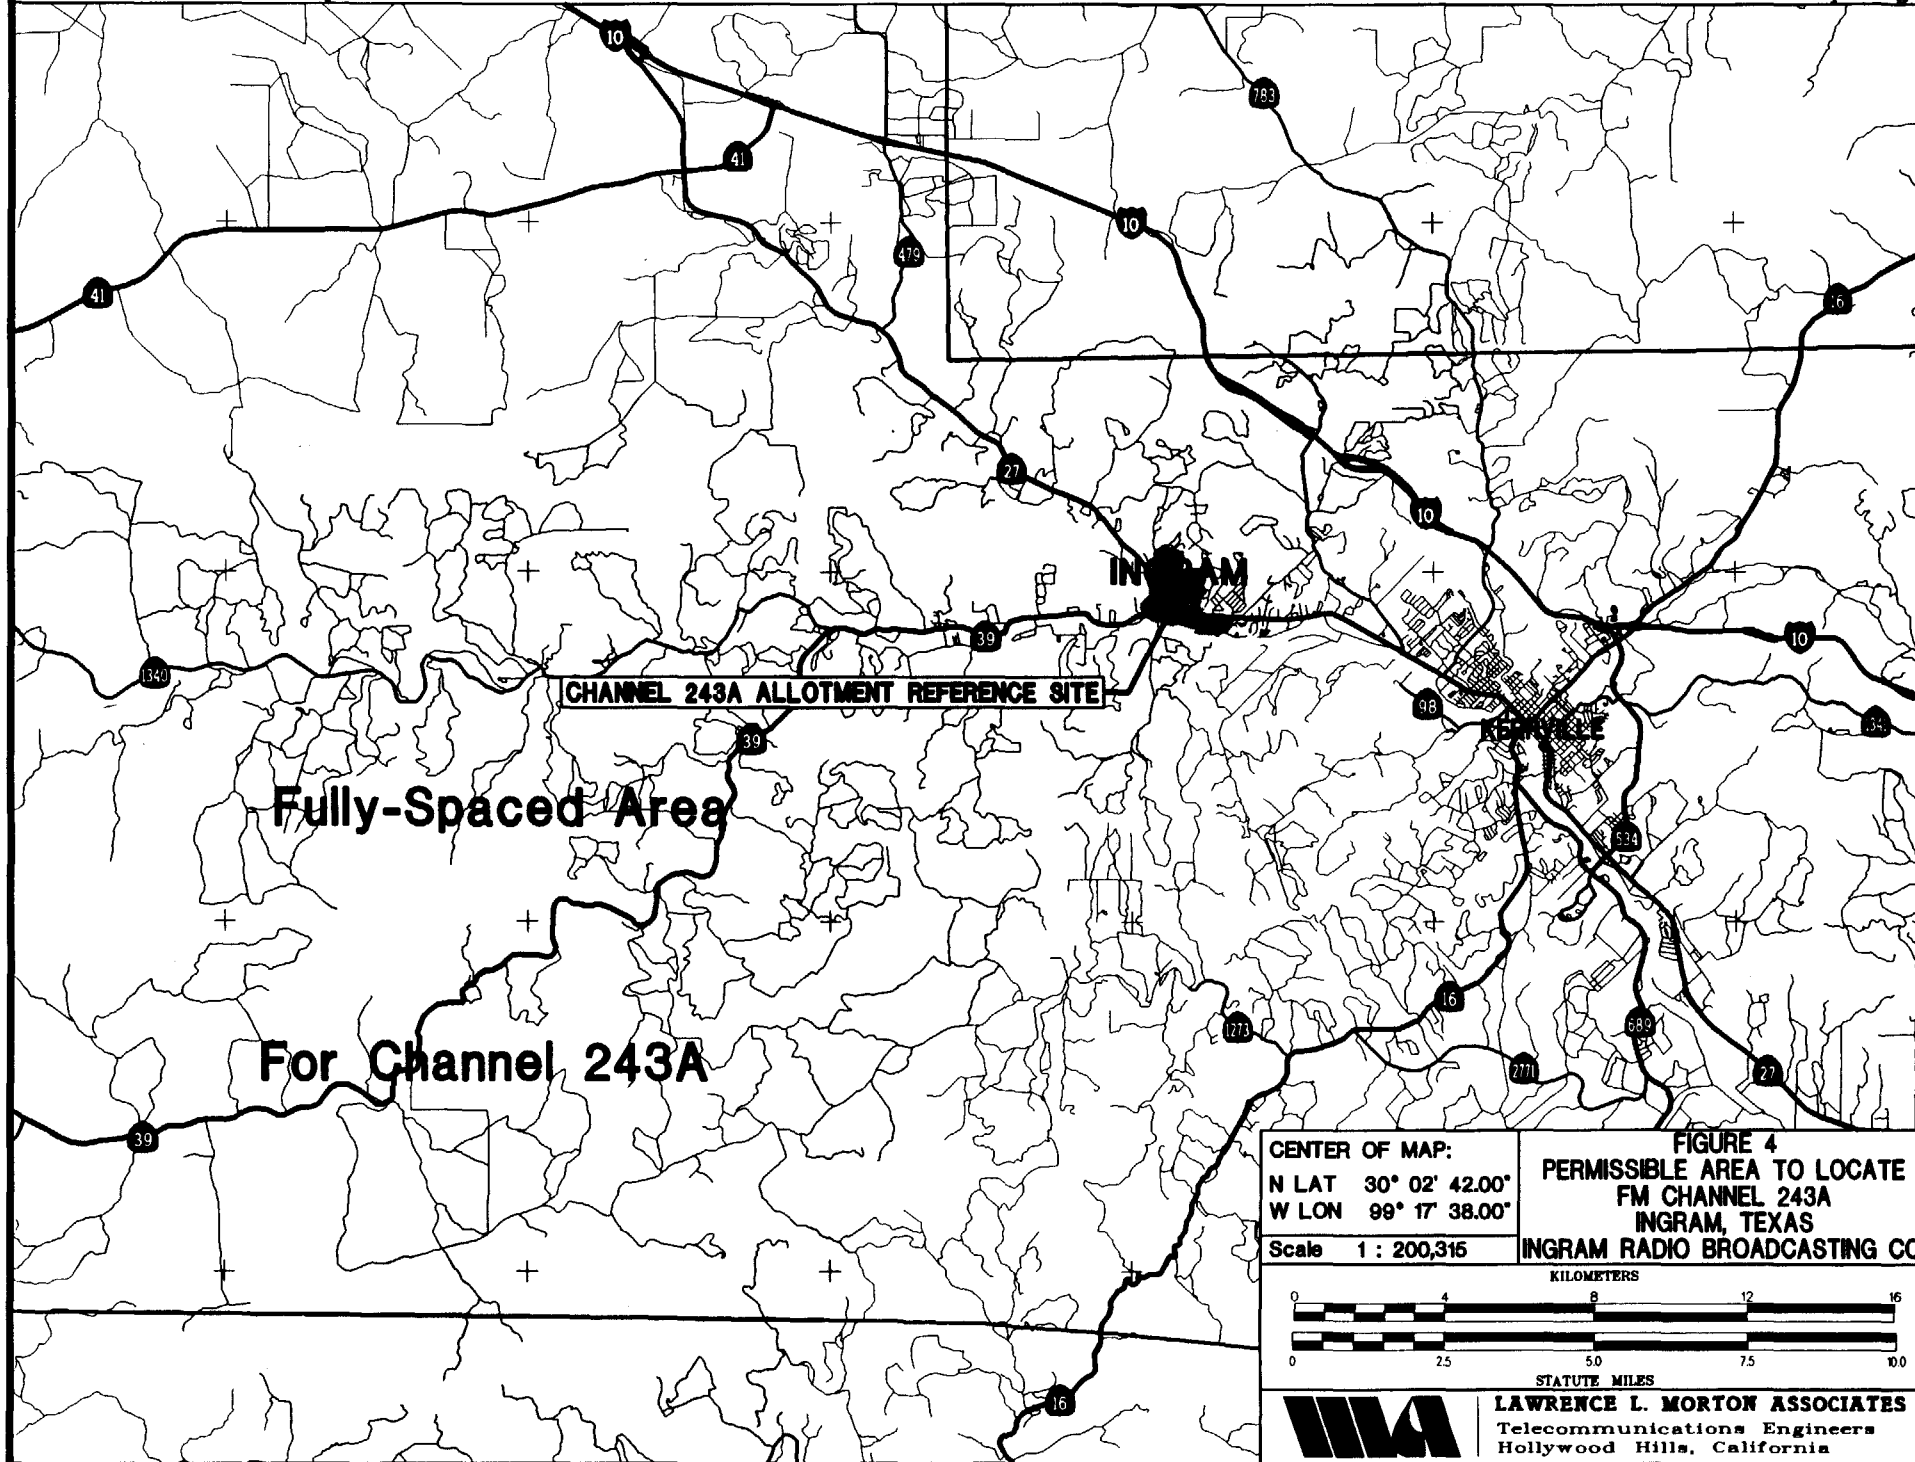 10
783
41
10
479
41
16
27
10
INGRAM
39
10
1340
CHANNEL 243A ALLOTMENT REFERENCE SITE
98
34
KERRVILLE
39
Fully-Spaced Area
534
16
1273
689
For Channel 243A
2771
27
39
16
CENTER OF MAP:
N LAT 30° 02' 42.00"
W LON 99° 17' 38.00"
Scale 1 : 200,315
FIGURE 4
PERMISSIBLE AREA TO LOCATE
FM CHANNEL 243A
INGRAM, TEXAS
INGRAM RADIO BROADCASTING CO
KILOMETERS
0 4 8 12 16
0 2.5 5.0 7.5 10.0
STATUTE MILES
LAWRENCE L. MORTON ASSOCIATES
Telecommunications Engineers
Hollywood Hills, California